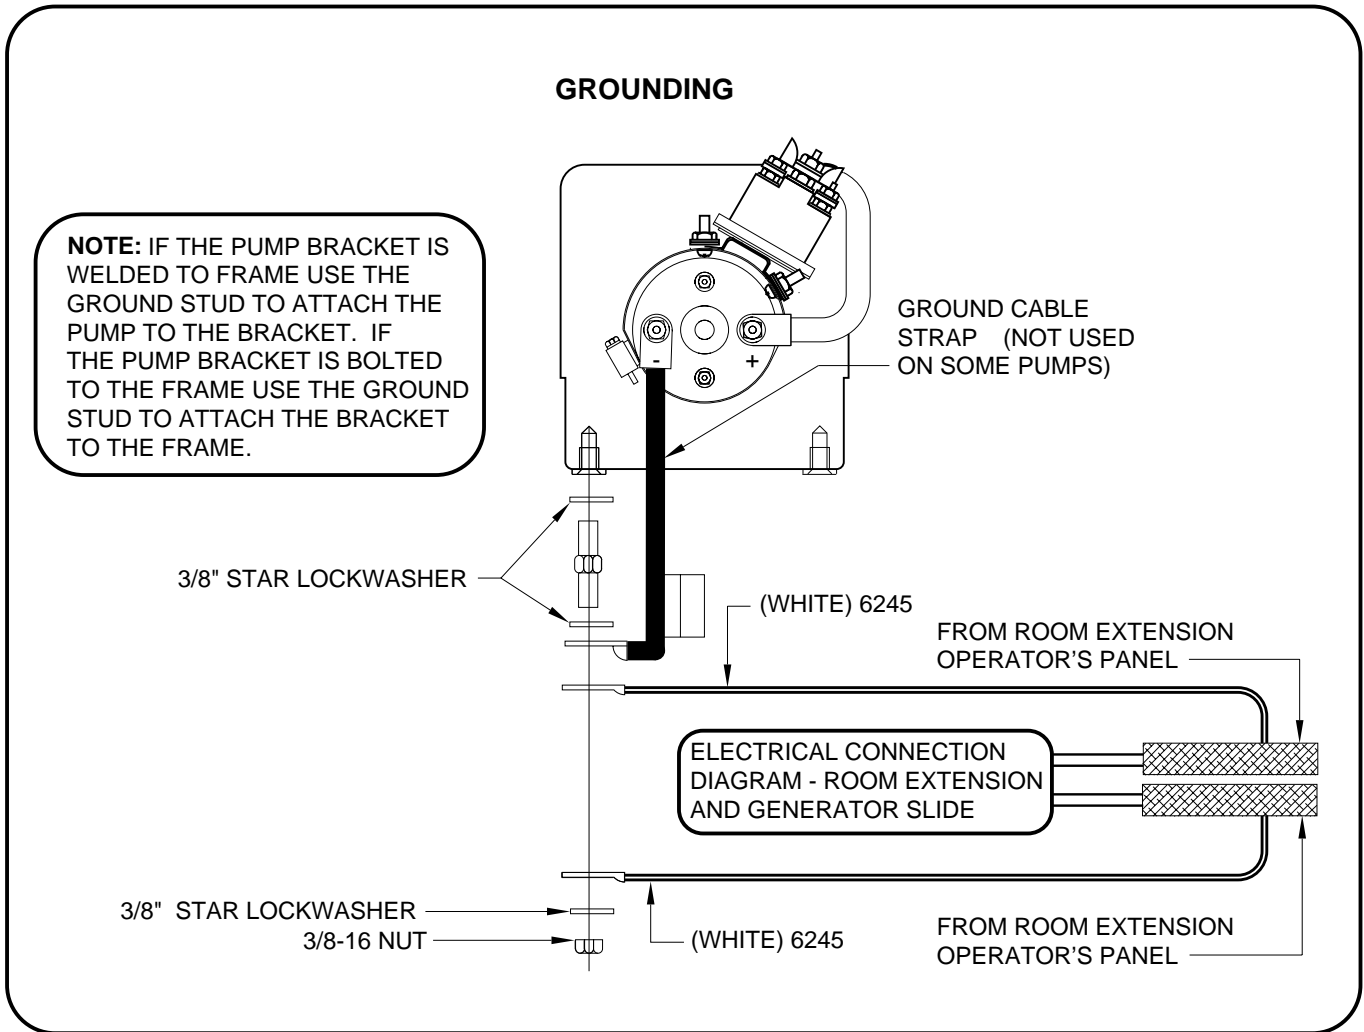 GROUNDING
NOTE: IF THE PUMP BRACKET IS
WELDED TO FRAME USE THE
GROUND STUD TO ATTACH THE
PUMP TO THE BRACKET.  IF
THE PUMP BRACKET IS BOLTED
TO THE FRAME USE THE GROUND
STUD TO ATTACH THE BRACKET
TO THE FRAME.
GROUND CABLE
STRAP   (NOT USED
ON SOME PUMPS)
- +
3/8" STAR LOCKWASHER
(WHITE) 6245
FROM ROOM EXTENSION
OPERATOR'S PANEL
ELECTRICAL CONNECTION
DIAGRAM - ROOM EXTENSION
AND GENERATOR SLIDE
3/8"  STAR LOCKWASHER
3/8-16 NUT
(WHITE) 6245
FROM ROOM EXTENSION
OPERATOR'S PANEL